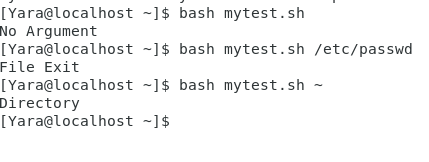 [Yara@localhost ~]$ bash mytest.sh
No Argument
[Yara@localhost ~]$ bash mytest.sh /etc/passwd
File Exit
[Yara@localhost ~]$ bash mytest.sh ~
Directory
[Yara@localhost ~]$